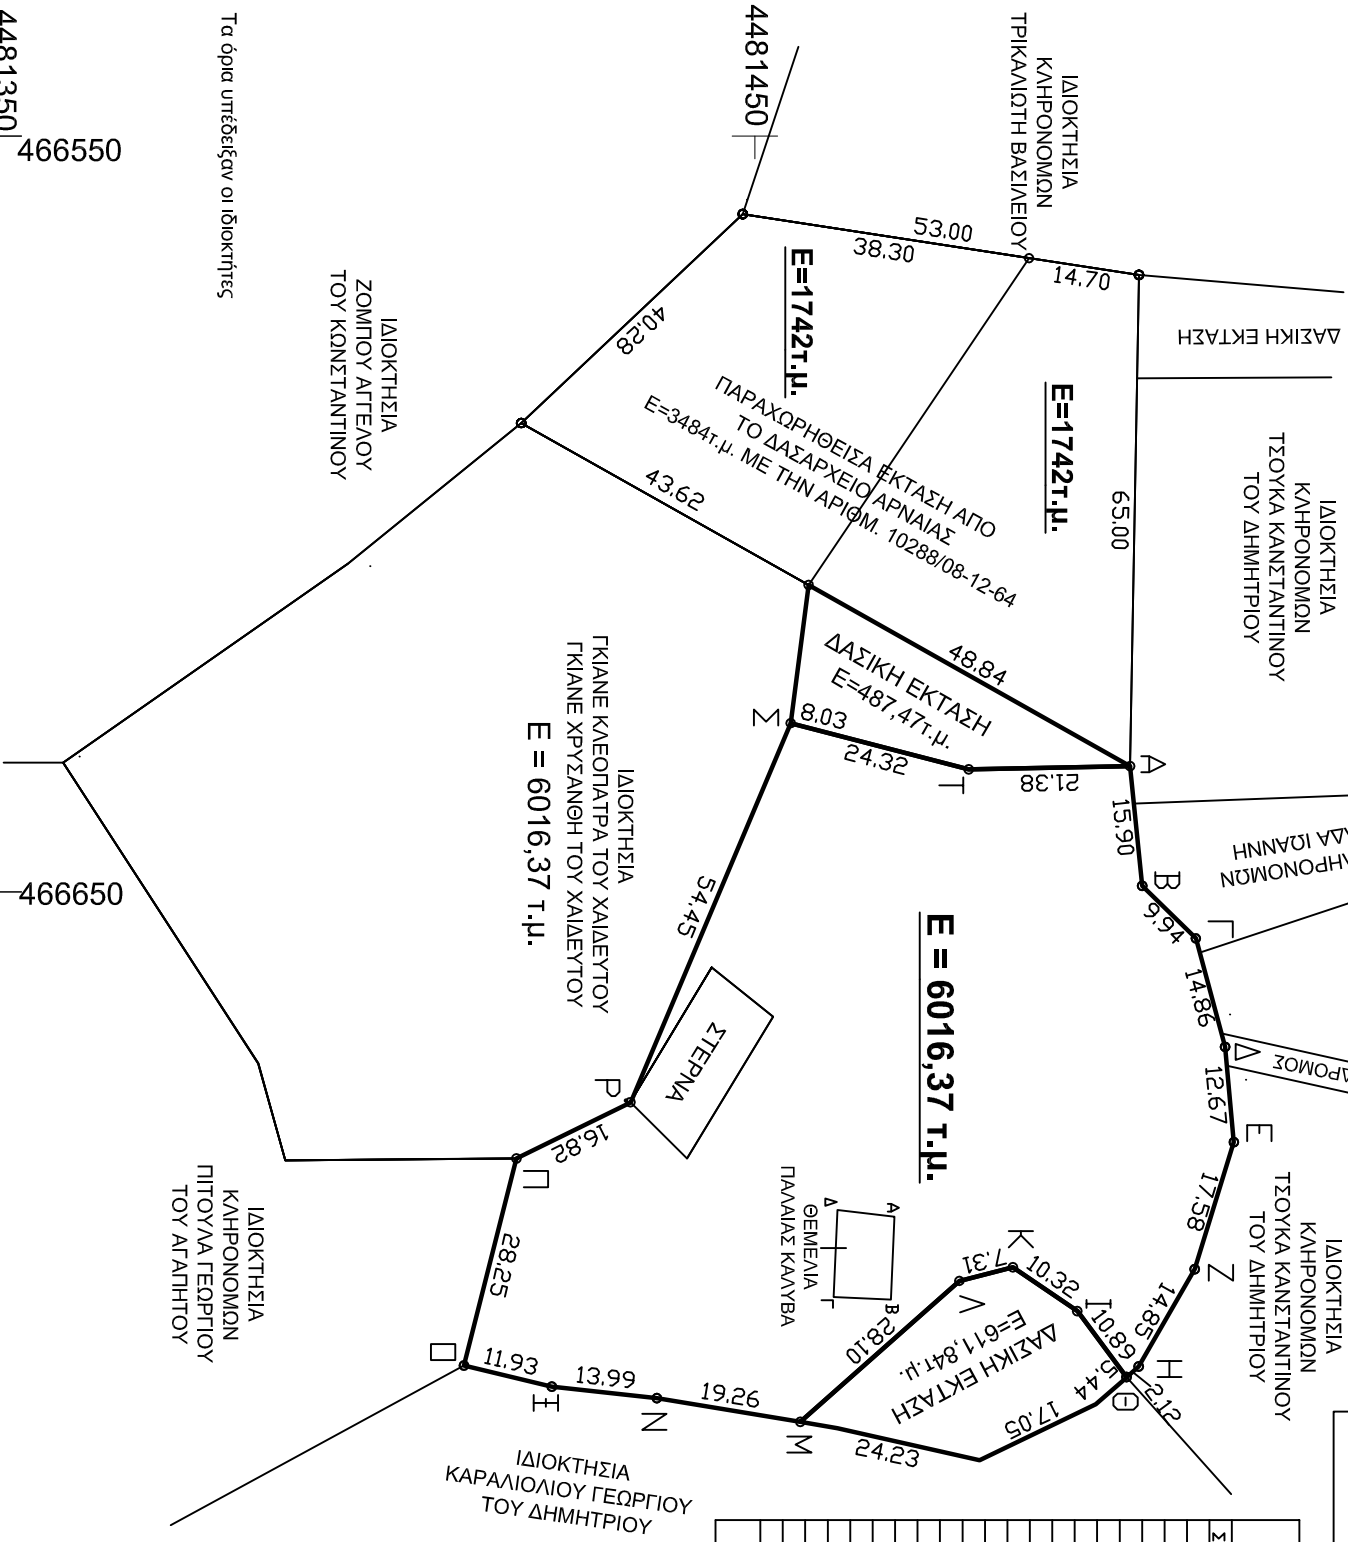 4481350
466550
Τα όρια υπέδειξαν οι ιδιοκτήτες
4481450
466650
ΙΔΙΟΚΤΗΣΙΑ
ΚΛΗΡΟΝΟΜΩΝ
ΤΡΙΚΑΛΙΩΤΗ ΒΑΣΙΛΕΙΟΥ
53.00
38.30
14.70
ΔΑΣΙΚΗ ΕΚΤΑΣΗ
Ε=1742τ.μ.
Ε=1742τ.μ.
40.28
43.62
65.00
48.84
ΠΑΡΑΧΩΡΗΘΕΙΣΑ ΕΚΤΑΣΗ ΑΠΟ
ΤΟ ΔΑΣΑΡΧΕΙΟ ΑΡΝΑΙΑΣ
Ε=3484τ.μ. ΜΕ ΤΗΝ ΑΡΙΘΜ. 10288/08-12-64
ΙΔΙΟΚΤΗΣΙΑ
ΖΟΜΠΟΥ ΑΓΓΕΛΟΥ
ΤΟΥ ΚΩΝΣΤΑΝΤΙΝΟΥ
ΙΔΙΟΚΤΗΣΙΑ
ΚΛΗΡΟΝΟΜΩΝ
ΤΣΟΥΚΑ ΚΑΝΣΤΑΝΤΙΝΟΥ
ΤΟΥ ΔΗΜΗΤΡΙΟΥ
ΔΑΣΙΚΗ ΕΚΤΑΣΗ
Ε=487,47τ.μ.
Σ
8.03
24.32
Τ
21.38
Α
15.90
Β
9.94
Γ
14.86
Δ
12.67
Ε
17.58
Ζ
14.85
Η
2.12
Θ
ΙΩΑΝΝΗ
ΔΡΟΜΟΣ
ΙΔΙΟΚΤΗΣΙΑ
ΓΚΙΑΝΕ ΚΛΕΟΠΑΤΡΑ ΤΟΥ ΧΑΙΔΕΥΤΟΥ
ΓΚΙΑΝΕ ΧΡΥΣΑΝΘΗ ΤΟΥ ΧΑΙΔΕΥΤΟΥ
Ε = 6016,37 τ.μ.
54.45
ΣΤΕΡΝΑ
Ε = 6016,37 τ.μ.
Ρ
16.82
Π
28.25
Ο
11.93
Ξ
13.99
Ν
19.26
Μ
24.23
17.05
5.44
10.89
Ι
10.32
Κ
7.31
Λ
28.10
ΔΑΣΙΚΗ ΕΚΤΑΣΗ
Ε=611,84τ.μ.
ΘΕΜΕΛΙΑ
ΠΑΛΑΙΑΣ ΚΑΛΥΒΑ
Α
Β
Γ
Δ
ΙΔΙΟΚΤΗΣΙΑ
ΚΛΗΡΟΝΟΜΩΝ
ΤΣΟΥΚΑ ΚΑΝΣΤΑΝΤΙΝΟΥ
ΤΟΥ ΔΗΜΗΤΡΙΟΥ
ΙΔΙΟΚΤΗΣΙΑ
ΚΛΗΡΟΝΟΜΩΝ
ΠΙΤΟΥΛΑ ΓΕΩΡΓΙΟΥ
ΤΟΥ ΑΓΑΠΗΤΟΥ
ΙΔΙΟΚΤΗΣΙΑ
ΚΑΡΑΛΙΟΛΙΟΥ ΓΕΩΡΓΙΟΥ
ΤΟΥ ΔΗΜΗΤΡΙΟΥ
Σ